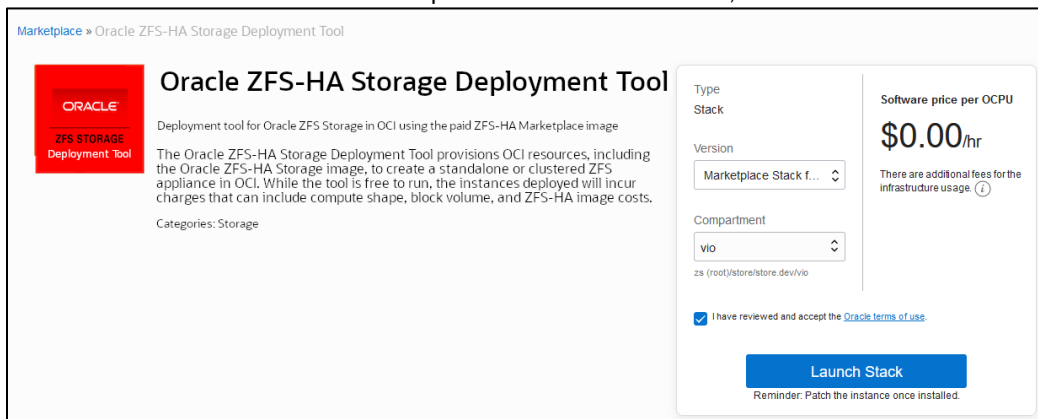 Marketplace » Oracle ZFS-HA Storage Deployment Tool
ORACLE
ZFS STORAGE
Deployment Tool
Oracle ZFS-HA Storage Deployment Tool
Deployment tool for Oracle ZFS Storage in OCI using the paid ZFS-HA Marketplace image
The Oracle ZFS-HA Storage Deployment Tool provisions OCI resources, including
the Oracle ZFS-HA Storage image, to create a standalone or clustered ZFS
appliance in OCI. While the tool is free to run, the instances deployed will incur
charges that can include compute shape, block volume, and ZFS-HA image costs.
Categories: Storage
Type
Stack
Version
Marketplace Stack f...
Compartment
vio
zs (root)/store/store.dev/vio
Software price per OCPU
$0.00/hr
There are additional fees for the
infrastructure usage. i
I have reviewed and accept the Oracle terms of use.
Launch Stack
Reminder: Patch the instance once installed.